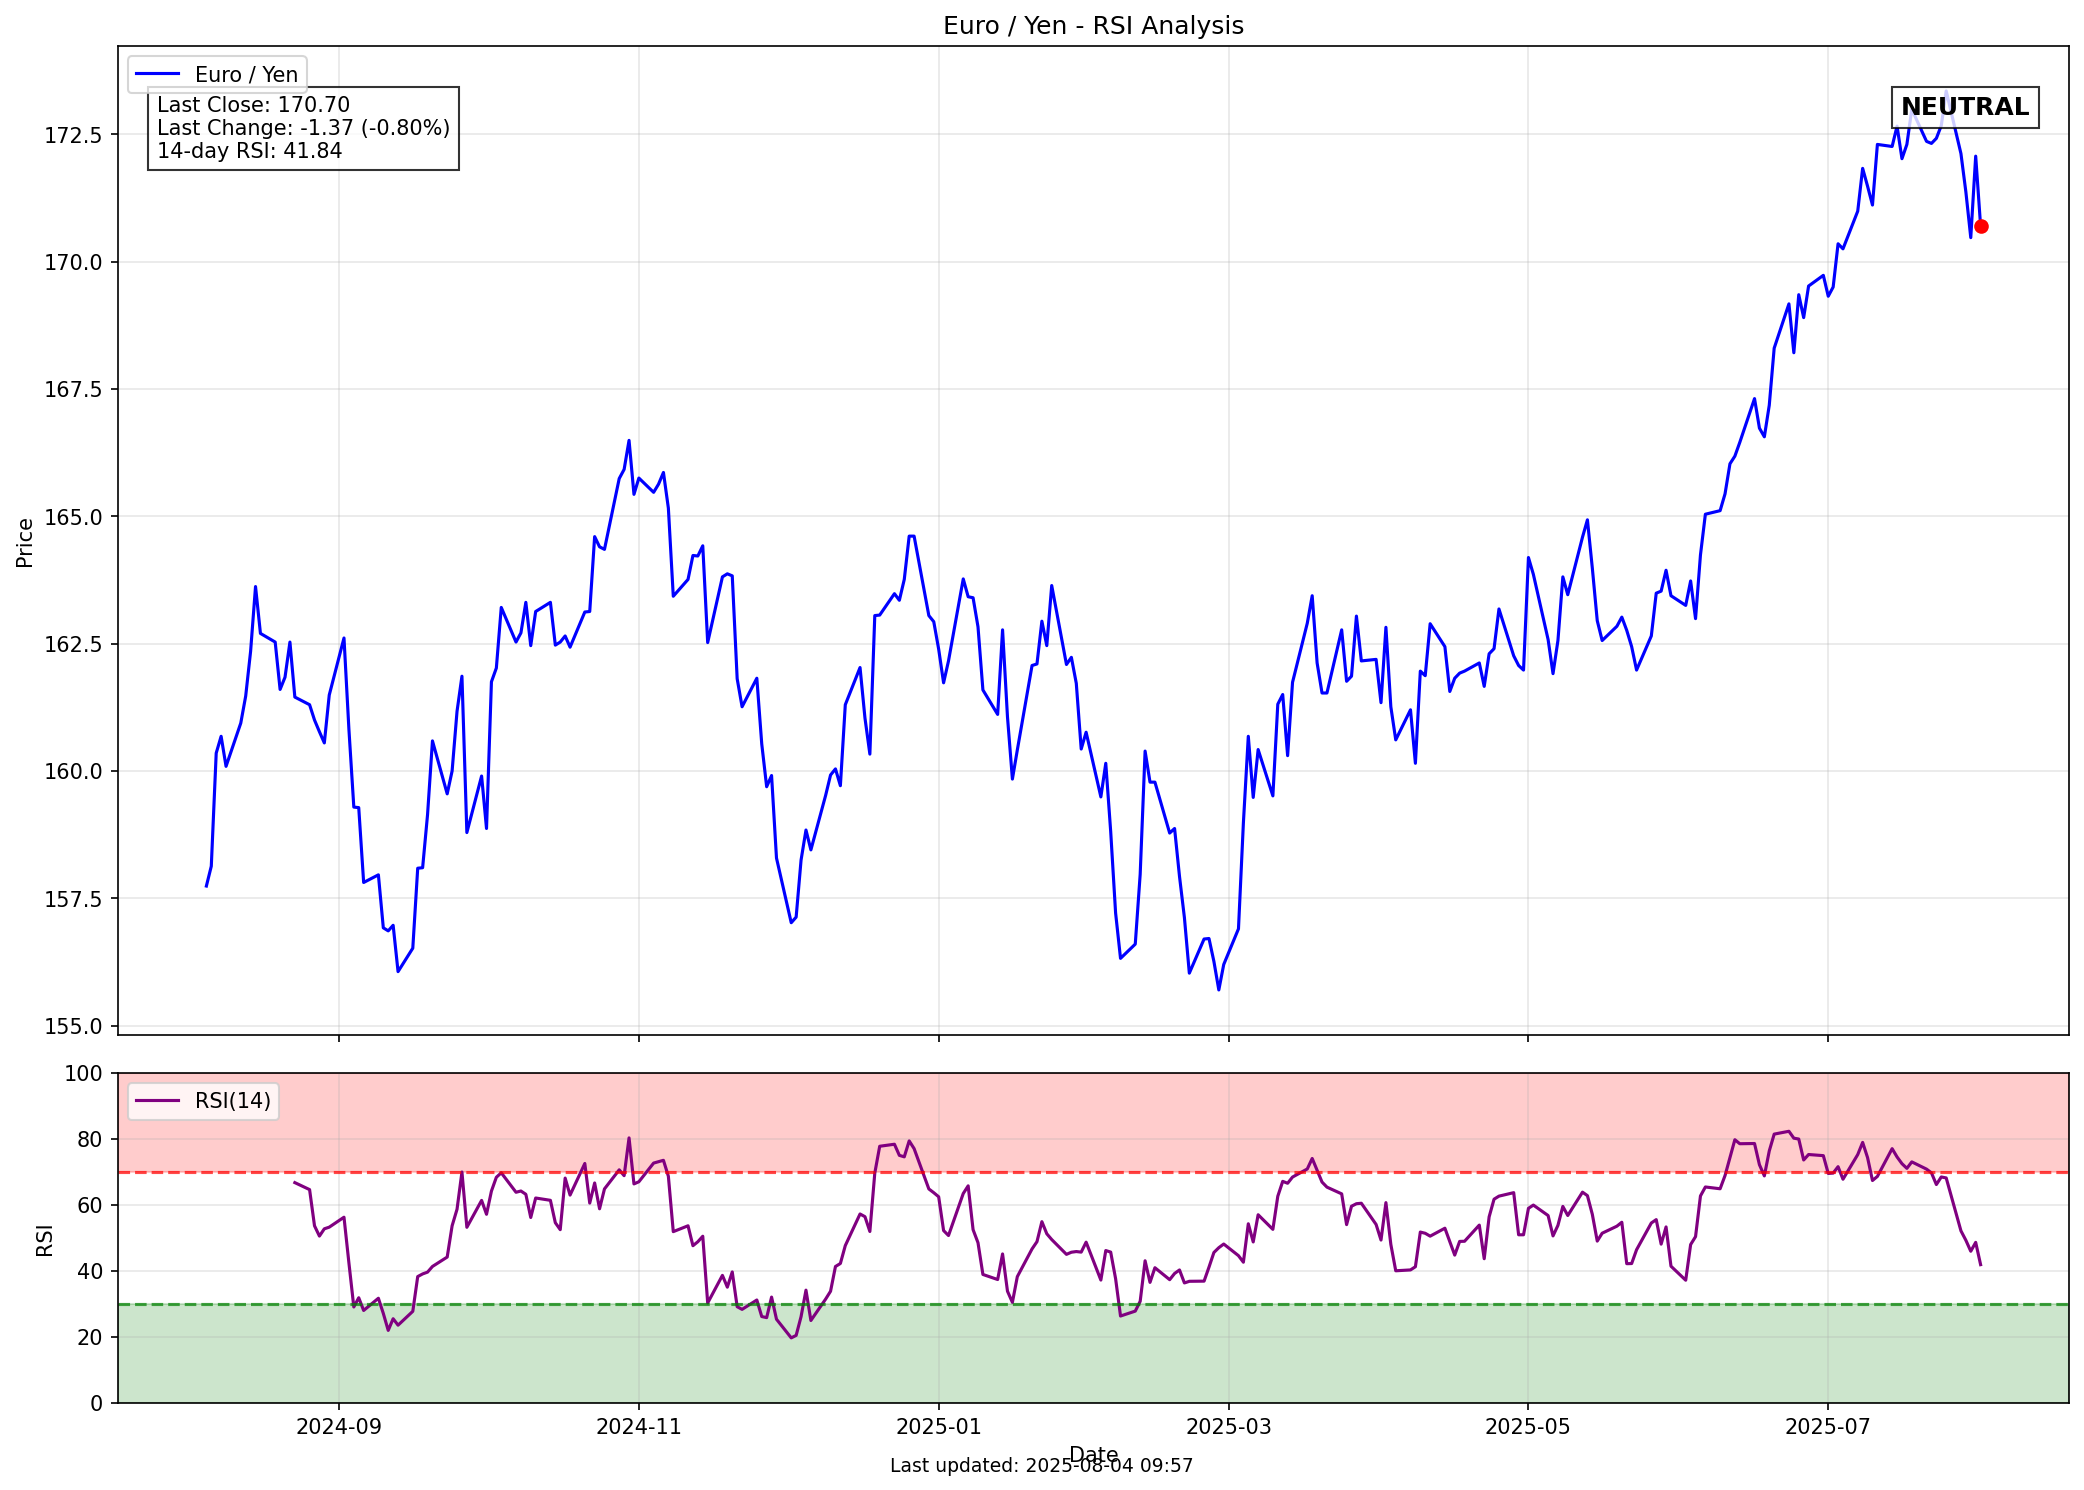 Euro / Yen - RSI Analysis
Euro / Yen
Last Close: 170.70
Last Change: -1.37 (-0.80%)
14-day RSI: 41.84
NEUTRAL
Price
172.5
170.0
167.5
165.0
162.5
160.0
157.5
155.0
RSI(14)
RSI
100
80
60
40
20
0
2024-09
2024-11
2025-01
2025-03
2025-05
2025-07
Date
Last updated: 2025-08-04 09:57